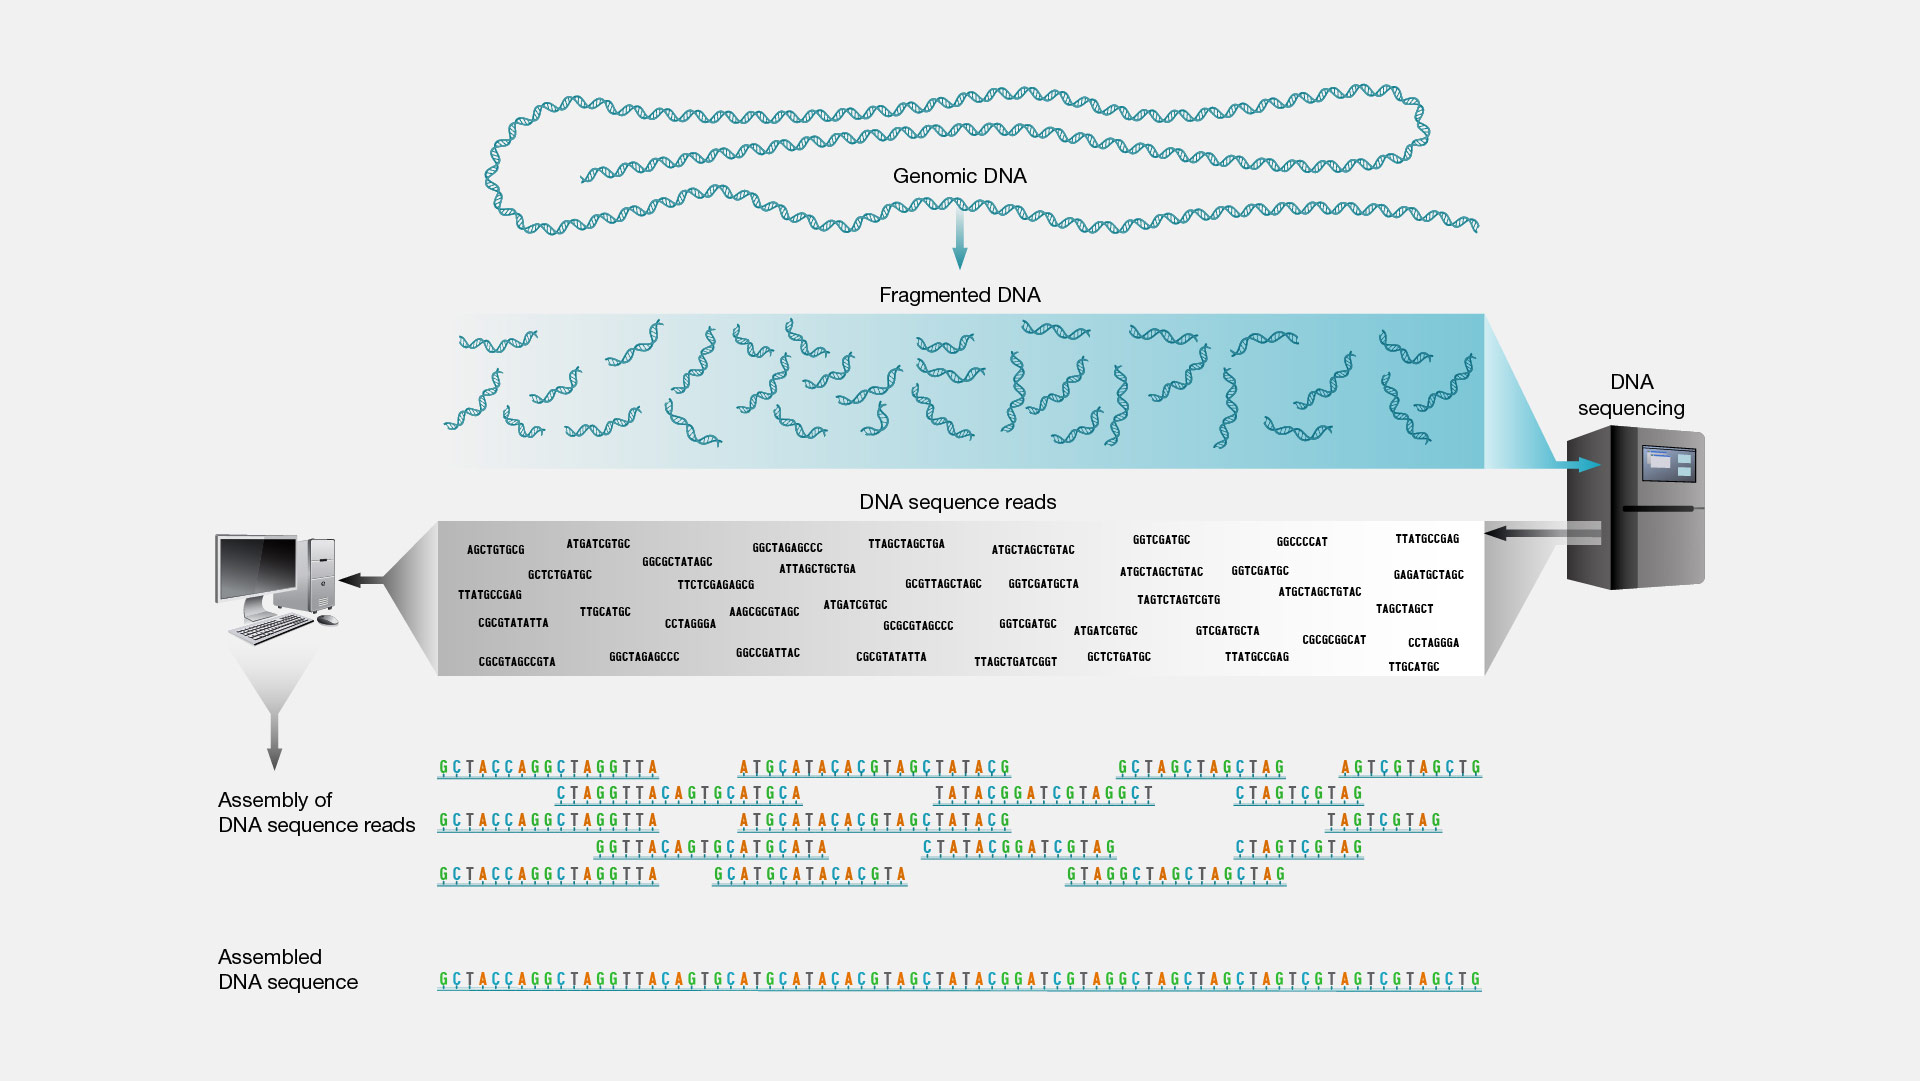 Genomic DNA
Fragmented DNA
DNA
sequencing
DNA sequence reads
AGCTGTGCG
ATGATCGTGC
GGCTAGAGCCC
TTAGCTAGCTGA
ATGCTAGCTGTAC
GGTCGATGC
GGCCCCAT
TTATGCCGAG
GCTCTGATGC
GGCGCTATAGC
TTCTCGAGAGCG
ATTAGCTGCTGA
GCGTTAGCTAGC
GGTCGATGCTA
ATGCTAGCTGTAC
GGTCGATGC
GAGATGCTAGC
TTATGCCGAG
TTGCATGC
AAGCGCGTAGC
ATGATCGTGC
TAGTCTAGTCGTG
ATGCTAGCTGTAC
TAGCTAGCT
CGCGTATATTA
CCTAGGGA
GCGCGTAGCCC
GGTCGATGC
ATGATCGTGC
GTCGATGCTA
CGCGCGGCAT
CCTAGGGA
CGCGTAGCCGTA
GGCTAGAGCCC
GGCCGATTAC
CGCGTATATTA
TTAGCTGATCGGT
GCTCTGATGC
TTATGCCGAG
TTGCATGC
Assembly of
DNA sequence reads
GCTACCAGGCTAGGTTA ATGCATACACGTAGCTATACG GCTAGCTAGCTAG AGTCGTAGCTG
CTAGGTTACAGTGCATGCA TATACGGATCGTAGGCT CTAGTCGTAG
GCTACCAGGCTAGGTTA ATGCATACACGTAGCTATACG TAGTCGTAG
GGTTACAGTGCATGCATA CTATACGGATCGTAG CTAGTCGTAG
GCTACCAGGCTAGGTTA GCATGCATACACGTA GTAGGCTAGCTAGCTAG
Assembled
DNA sequence
GCTACCAGGCTAGGTTACAGTGCATGCATACACGTAGCTATACGGATCGTAGGCTAGCTAGCTAGTCGTAGTCGTAGCTG